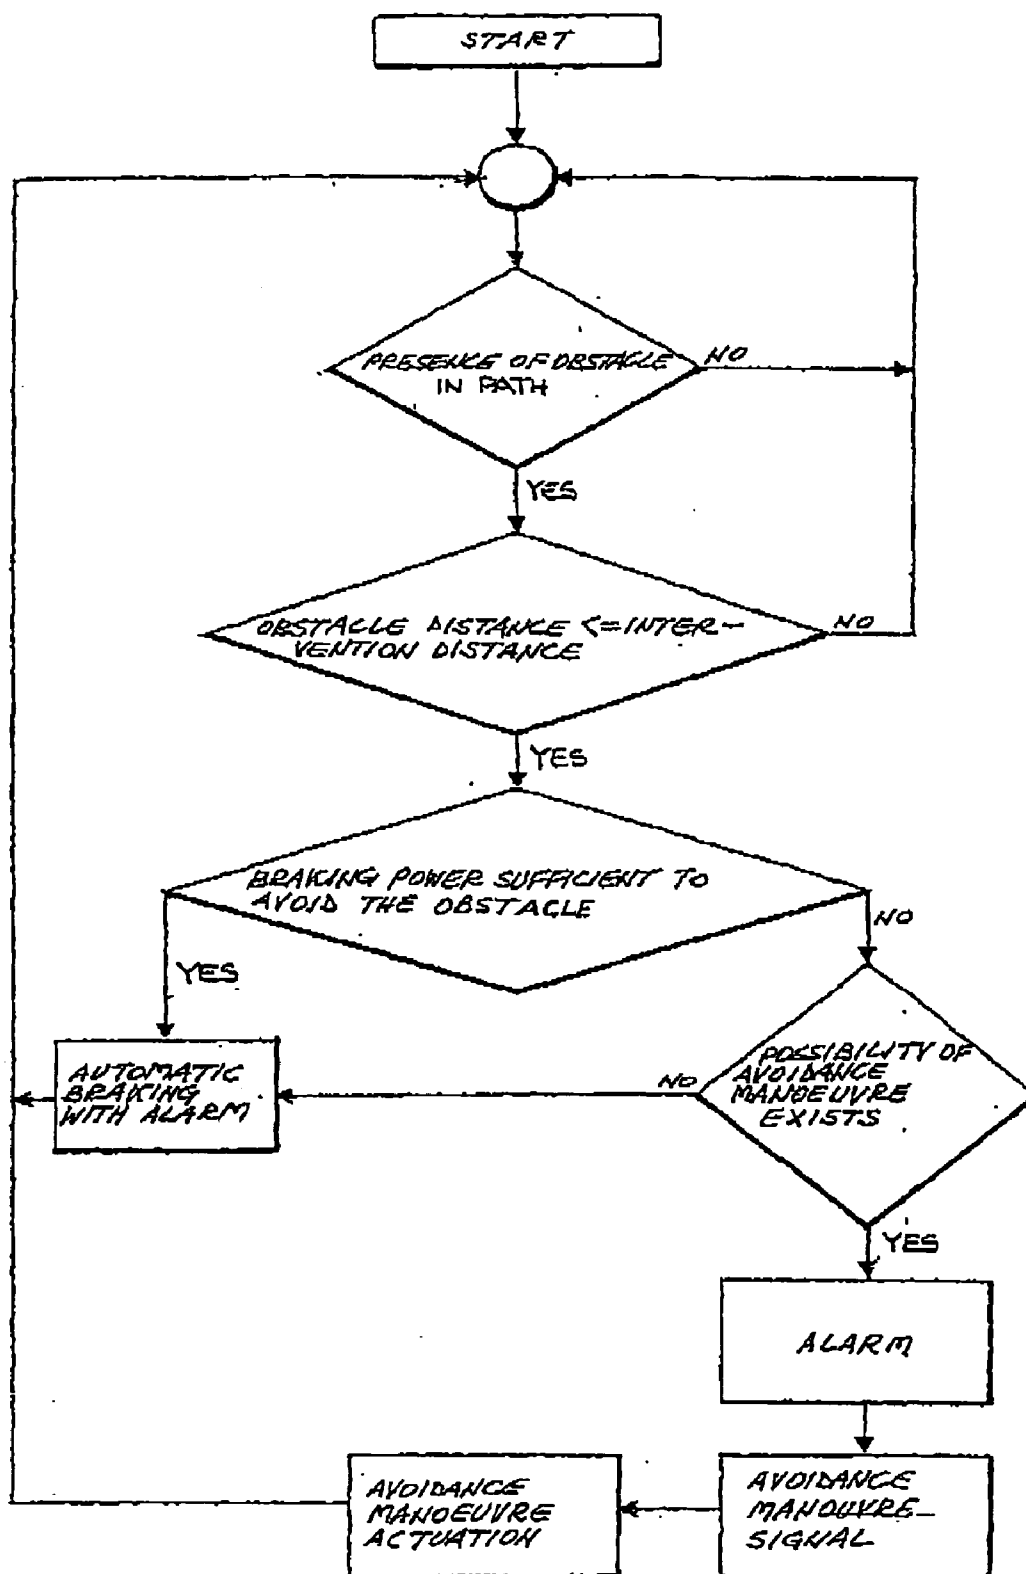 START
PRESENCE OF OBSTACLE
IN PATH
NO
YES
OBSTACLE DISTANCE <=INTER-
VENTION DISTANCE
NO
YES
BRAKING POWER SUFFICIENT TO
AVOID THE OBSTACLE
NO
YES
POSSIBILITY OF
AVOIDANCE
MANOEUVRE
EXISTS
NO
AUTOMATIC
BRAKING
WITH ALARM
YES
ALARM
AVOIDANCE
MANOEUVRE
ACTUATION
AVOIDANCE
MANOUVRE-
SIGNAL